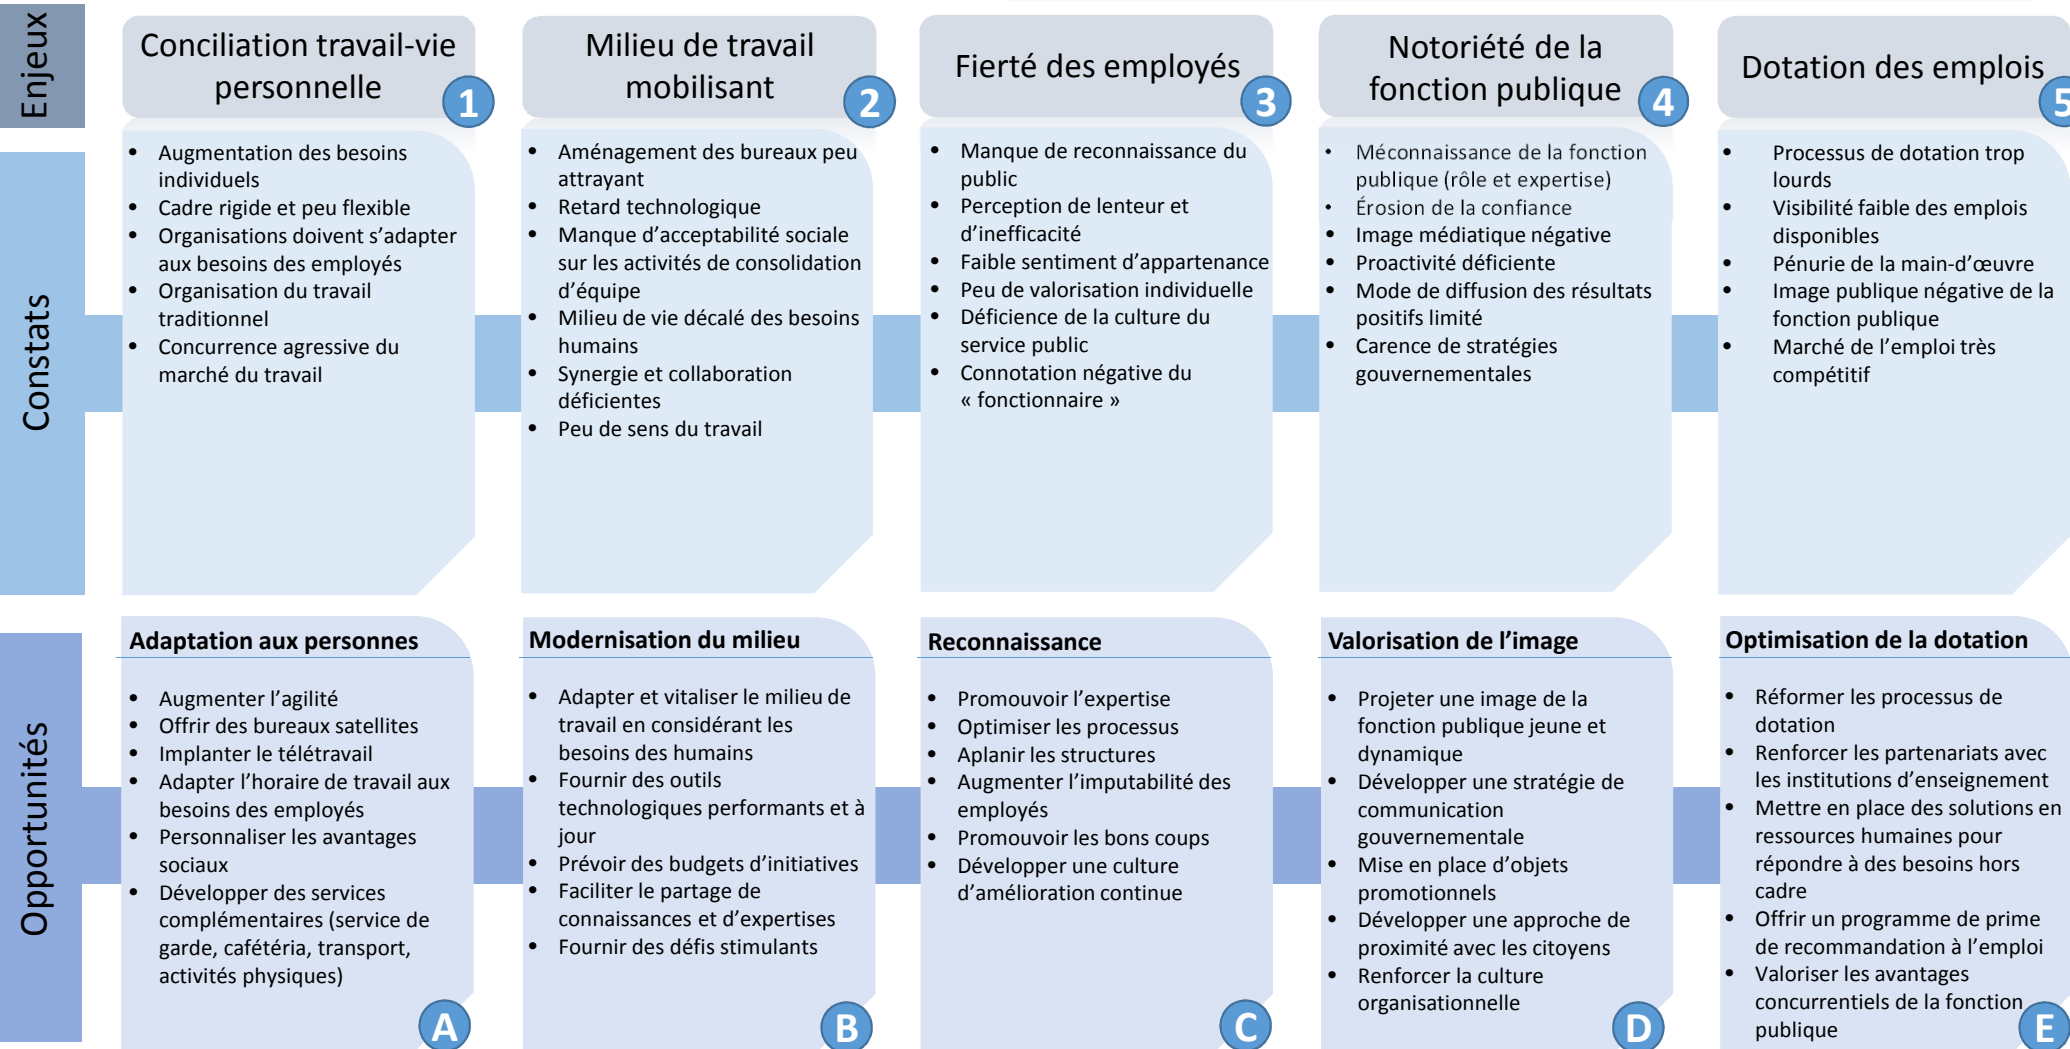 Enjeux
Conciliation travail-vie
personnelle
1
Milieu de travail
mobilisant
2
Fierté des employés
3
Notoriété de la
fonction publique
4
Dotation des emplois
5
Constats
• Augmentation des besoins
individuels
• Cadre rigide et peu flexible
• Organisations doivent s’adapter
aux besoins des employés
• Organisation du travail
traditionnel
• Concurrence agressive du
marché du travail
• Aménagement des bureaux peu
attrayant
• Retard technologique
• Manque d’acceptabilité sociale
sur les activités de consolidation
d’équipe
• Milieu de vie décalé des besoins
humains
• Synergie et collaboration
déficientes
• Peu de sens du travail
• Manque de reconnaissance du
public
• Perception de lenteur et
d’inefficacité
• Faible sentiment d’appartenance
• Peu de valorisation individuelle
• Déficience de la culture du
service public
• Connotation négative du
« fonctionnaire »
• Méconnaissance de la fonction
publique (rôle et expertise)
• Érosion de la confiance
• Image médiatique négative
• Proactivité déficiente
• Mode de diffusion des résultats
positifs limité
• Carence de stratégies
gouvernementales
• Processus de dotation trop
lourds
• Visibilité faible des emplois
disponibles
• Pénurie de la main-d’œuvre
• Image publique négative de la
fonction publique
• Marché de l’emploi très
compétitif
Opportunités
Adaptation aux personnes
• Augmenter l’agilité
• Offrir des bureaux satellites
• Implanter le télétravail
• Adapter l’horaire de travail aux
besoins des employés
• Personnaliser les avantages
sociaux
• Développer des services
complémentaires (service de
garde, cafétéria, transport,
activités physiques)
A
Modernisation du milieu
• Adapter et vitaliser le milieu de
travail en considérant les
besoins des humains
• Fournir des outils
technologiques performants et à
jour
• Prévoir des budgets d’initiatives
• Faciliter le partage de
connaissances et d’expertises
• Fournir des défis stimulants
B
Reconnaissance
• Promouvoir l’expertise
• Optimiser les processus
• Aplanir les structures
• Augmenter l’imputabilité des
employés
• Promouvoir les bons coups
• Développer une culture
d’amélioration continue
C
Valorisation de l’image
• Projeter une image de la
fonction publique jeune et
dynamique
• Développer une stratégie de
communication
gouvernementale
• Mise en place d’objets
promotionnels
• Développer une approche de
proximité avec les citoyens
• Renforcer la culture
organisationnelle
D
Optimisation de la dotation
• Réformer les processus de
dotation
• Renforcer les partenariats avec
les institutions d’enseignement
• Mettre en place des solutions en
ressources humaines pour
répondre à des besoins hors
cadre
• Offrir un programme de prime
de recommandation à l’emploi
• Valoriser les avantages
concurrentiels de la fonction
publique
E